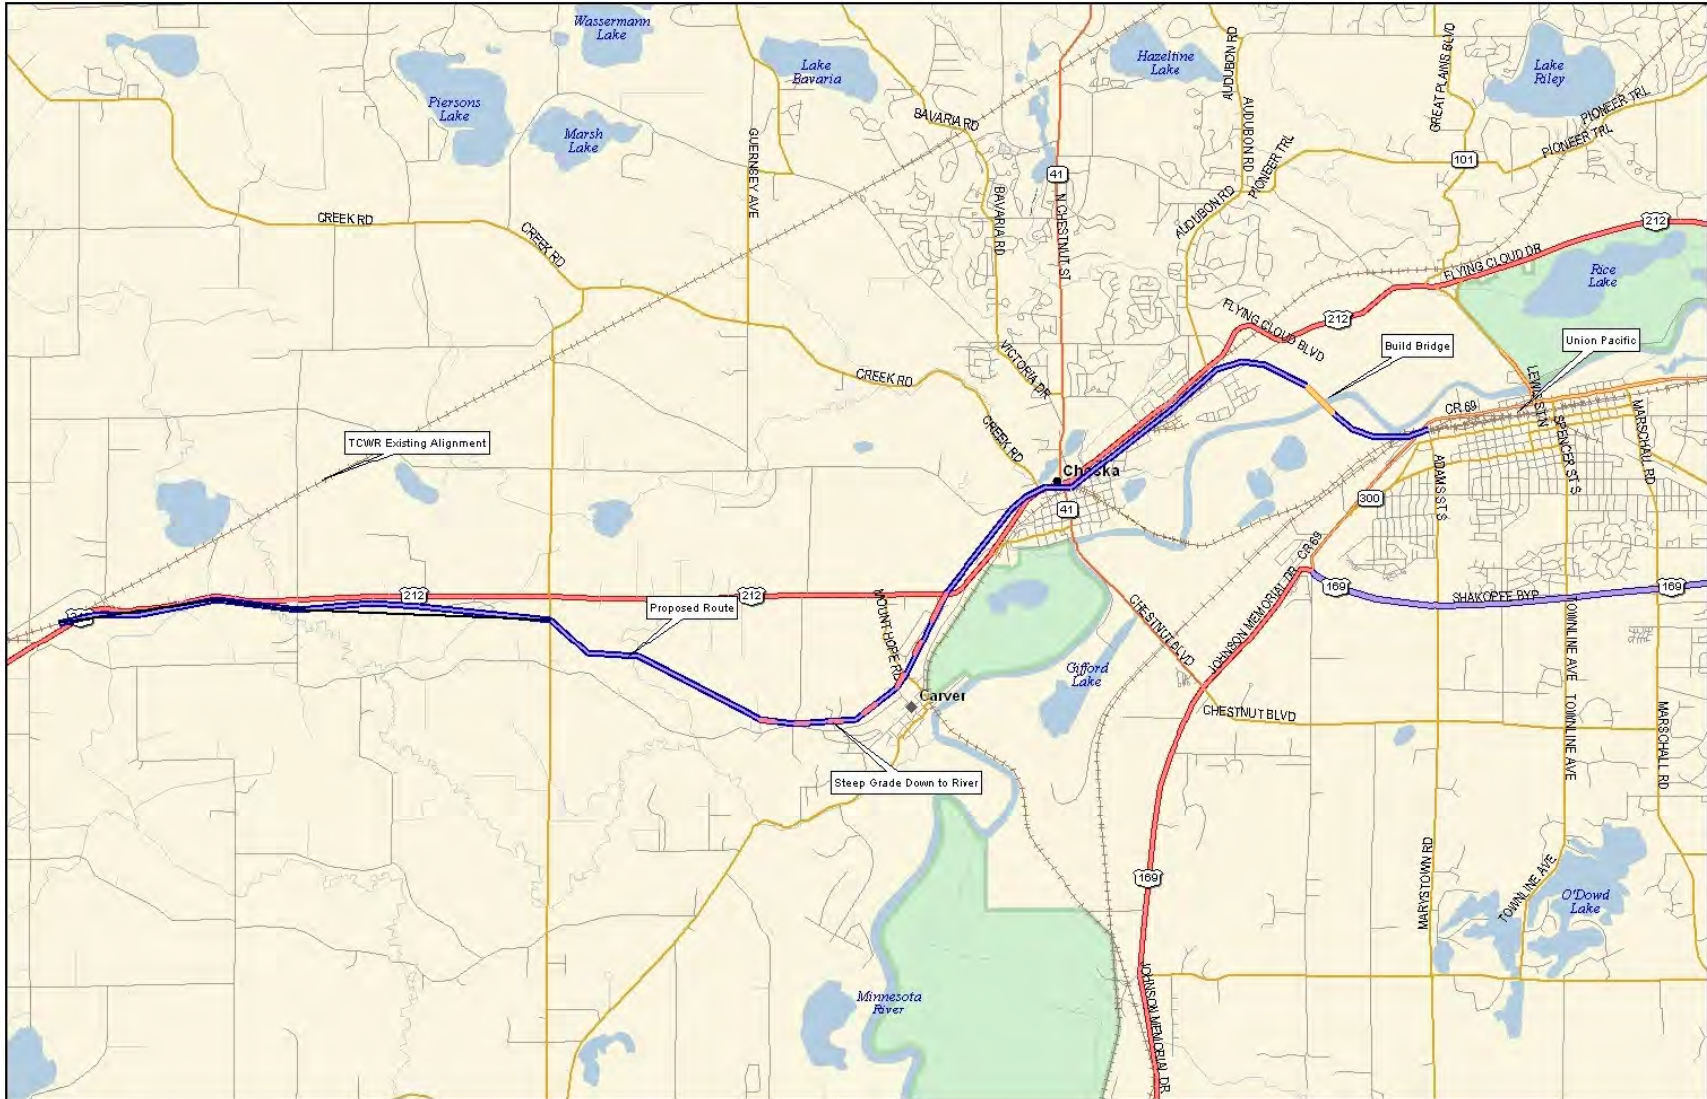 Wassermann
Lake
Lake
Bavaria
Hazeltine
Lake
AUDUBON RD
GREAT PLAINS BLVD
Lake
Riley
PIONEER TRL
Piersons
Lake
Marsh
Lake
GUERNSEY AVE
BAVARIA RD
41
N CHESTNUT ST
AUDUBON RD
PIONEER TRL
101
PIONEER TRL
CREEK RD
CREEK RD
BAVARIA RD
AUDUBON RD
212
FLYING CLOUD DR
Rice
Lake
FLYING CLOUD BLVD
212
Build Bridge
Union Pacific
VICTORIA DR
CREEK RD
LEWIS ST N
CR 69
SPENCER ST S
MARSCHALL RD
TCWR Existing Alignment
CREEK RD
Chaska
41
ADAMS ST S
300
CR 69
212
212
Proposed Route
MOUNT HOPE RD
169
SHAKOPEE BYP
169
CHESTNUT BLVD
JOHNSON MEMORIAL DR
TOWNLINE AVE
TOWNLINE AVE
Gifford
Lake
Carver
CHESTNUT BLVD
MARSCHALL RD
Steep Grade Down to River
169
MARYSTOWN RD
TOWNLINE AVE
O'Dowd
Lake
Minnesota
River
JOHNSON MEMORIAL DR